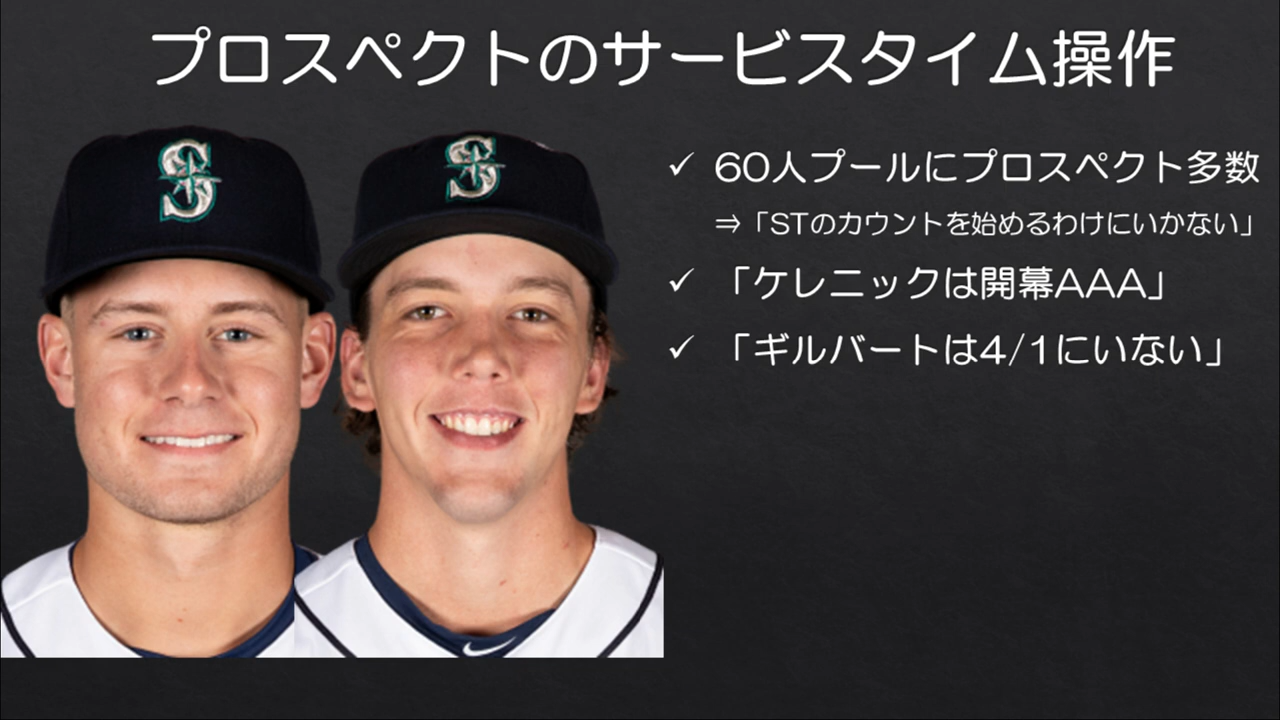 プロスペクトのサービスタイム操作
✓ 60人プールにプロスペクト多数
⇒「STのカウントを始めるわけにいかない」
✓ 「ケレニックは開幕AAA」
✓ 「ギルバートは4/1にいない」
S
S